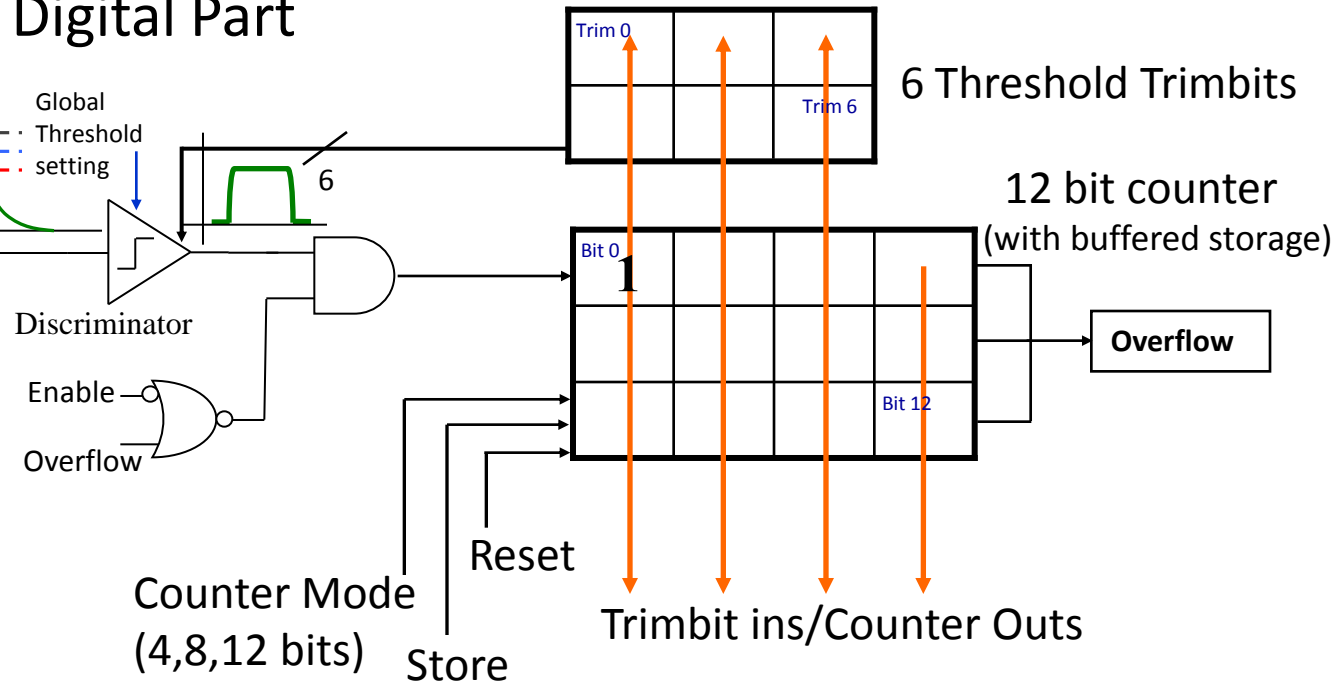 Digital Part
Trim 0
Trim 6
6 Threshold Trimbits
Global
Threshold
setting
6
12 bit counter
(with buffered storage)
Bit 0
1
Bit 12
Discriminator
Overflow
Enable
Overflow
Reset
Counter Mode
(4,8,12 bits)
Store
Trimbit ins/Counter Outs